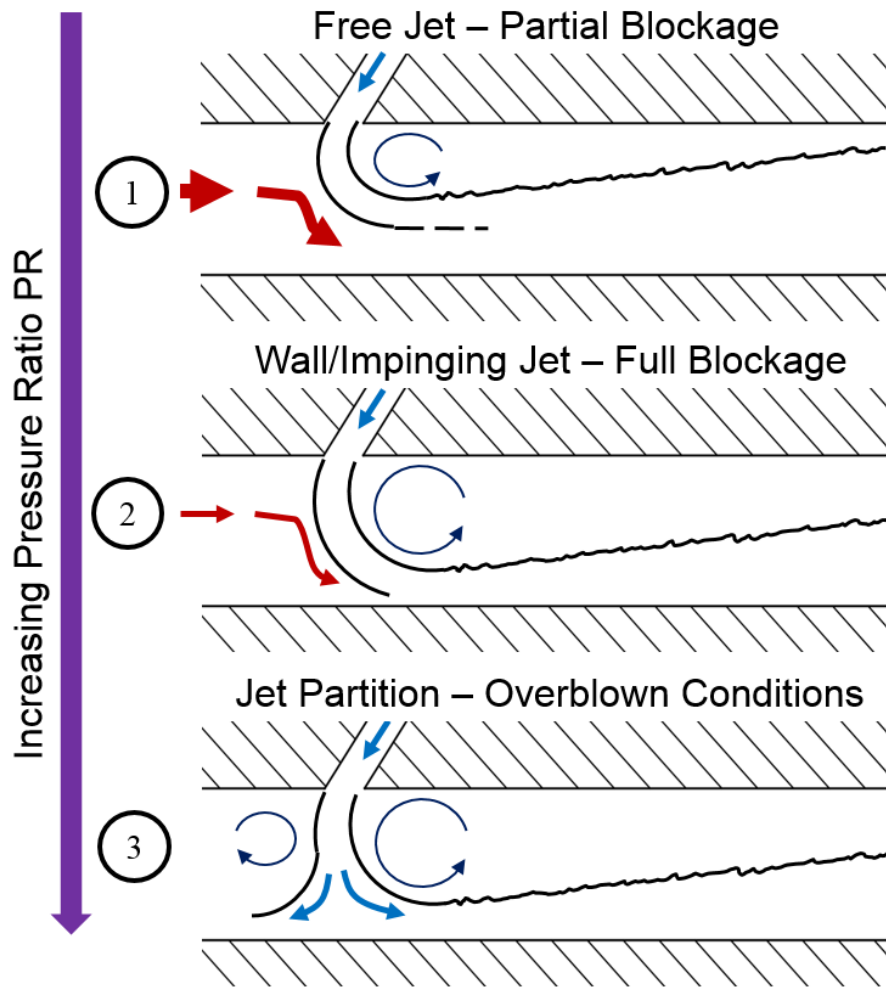 Free Jet – Partial Blockage
1
Increasing Pressure Ratio PR
Wall/Impinging Jet – Full Blockage
2
Jet Partition – Overblown Conditions
3